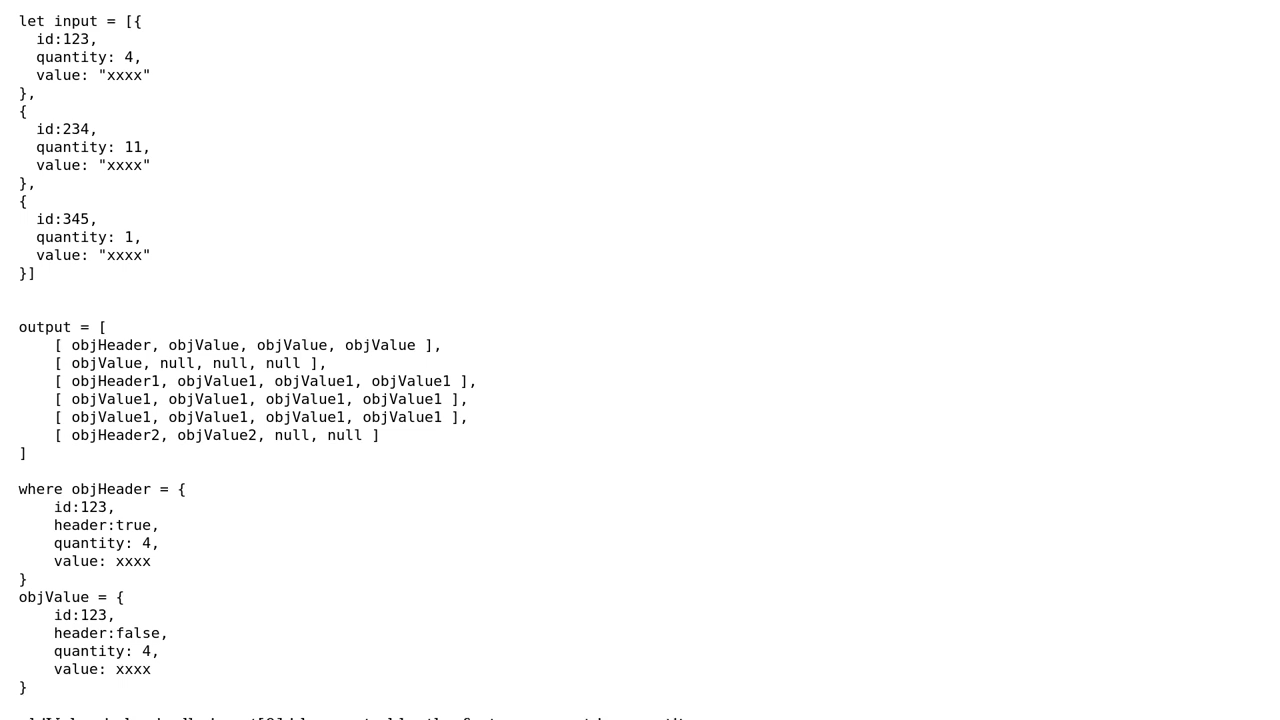 let input = [{
  id:123,
  quantity: 4,
  value: "xxxx"
},
{
  id:234,
  quantity: 11,
  value: "xxxx"
},
{
  id:345,
  quantity: 1,
  value: "xxxx"
}]
output = [
    [ objHeader, objValue, objValue, objValue ],
    [ objValue, null, null, null ],
    [ objHeader1, objValue1, objValue1, objValue1 ],
    [ objValue1, objValue1, objValue1, objValue1 ],
    [ objValue1, objValue1, objValue1, objValue1 ],
    [ objHeader2, objValue2, null, null ]
]
where objHeader = {
    id:123,
    header:true,
    quantity: 4,
    value: xxxx
}
objValue = {
    id:123,
    header:false,
    quantity: 4,
    value: xxxx
}